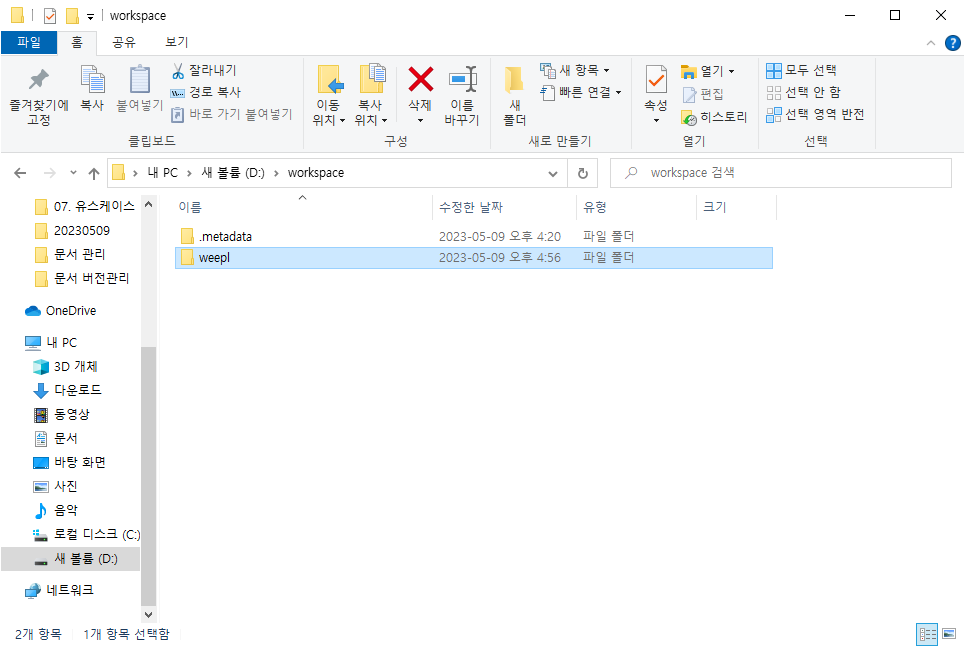 workspace
파일 홈 공유 보기
즐겨찾기에 고정
복사
붙여넣기
잘라내기
경로 복사
바로 가기 붙여넣기
클립보드
이동 위치
복사 위치
삭제
이름 바꾸기
구성
새 폴더
새 항목
빠른 연결
새로 만들기
속성
열기
편집
히스토리
열기
모두 선택
선택 안 함
선택 영역 반전
선택
내 PC > 새 볼륨 (D:) > workspace
workspace 검색
07. 유스케이스
20230509
문서 관리
문서 버전관리
OneDrive
내 PC
3D 개체
다운로드
동영상
문서
바탕 화면
사진
음악
로컬 디스크 (C:)
새 볼륨 (D:)
네트워크
이름 수정한 날짜 유형 크기
.metadata 2023-05-09 오후 4:20 파일 폴더
weepl 2023-05-09 오후 4:56 파일 폴더
2개 항목 1개 항목 선택함